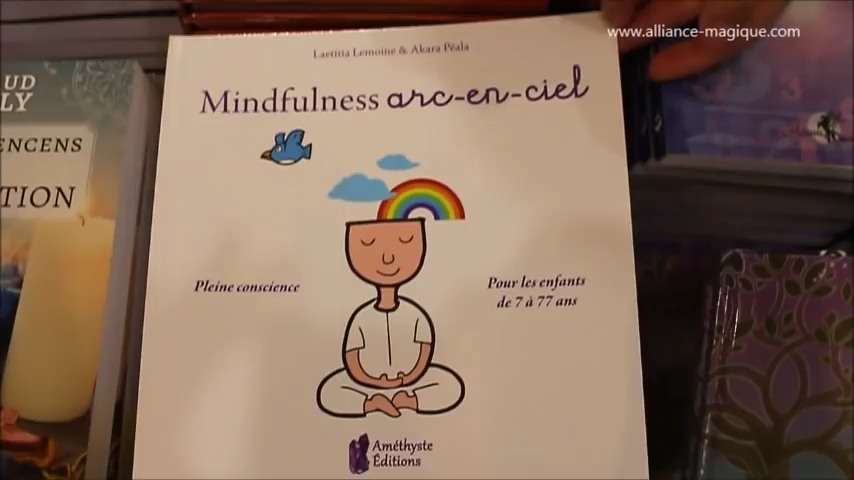 www.alliance-magique.com
Laetitia Lemoine & Akara Péala
Mindfulness arc-en-ciel
UD
LY
ENCENS
TION
Pleine conscience
Pour les enfants
de 7 à 77 ans
Améthyste
Éditions